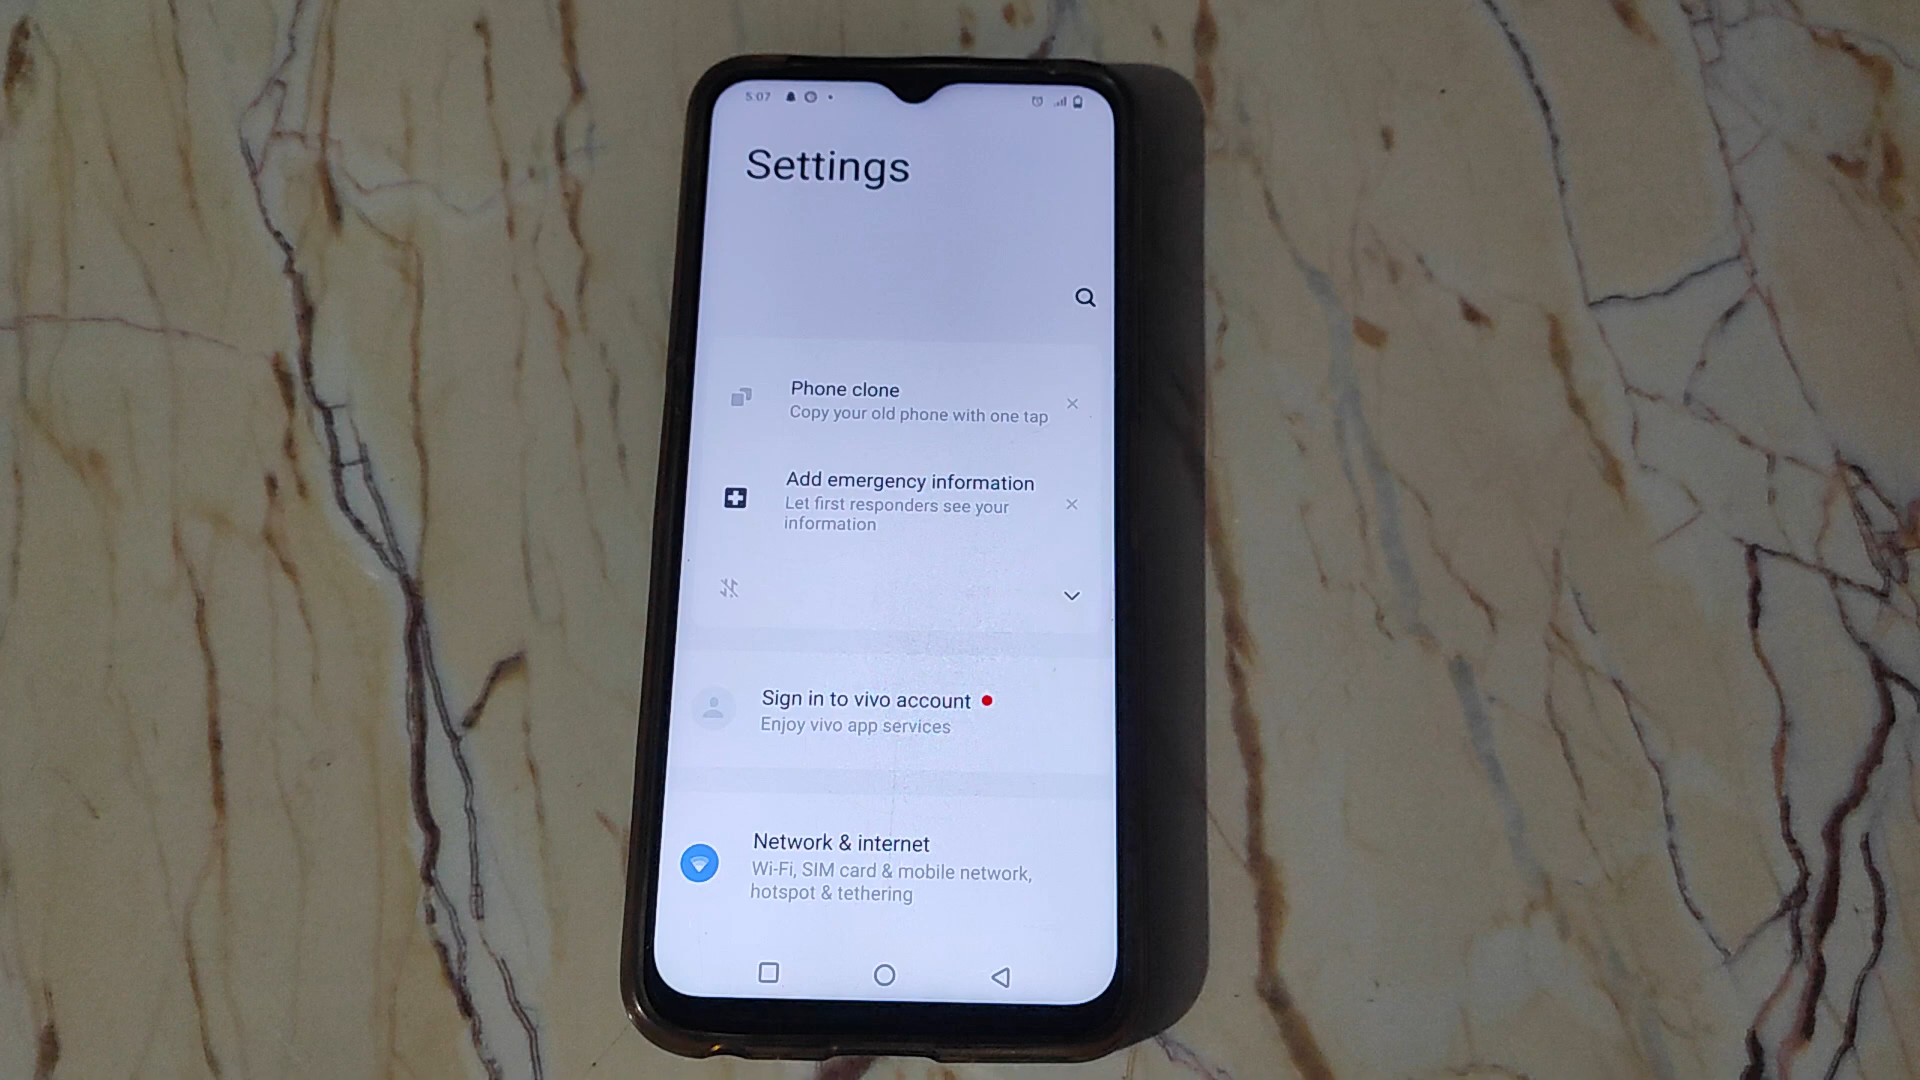 5:07
Settings
Phone clone
Copy your old phone with one tap
Add emergency information
Let first responders see your
information
Sign in to vivo account
Enjoy vivo app services
Network & internet
Wi-Fi, SIM card & mobile network,
hotspot & tethering